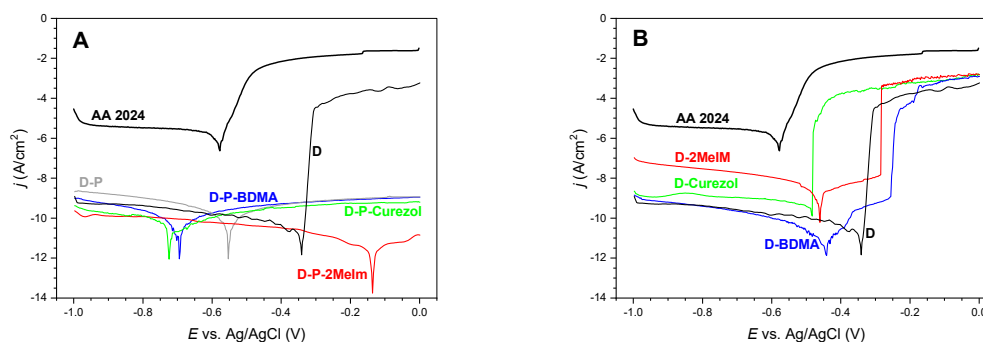 A
AA 2024
D
D-P
D-P-BDMA
D-P-Curezol
D-P-2MeIm
0
-2
-4
-6
-8
-10
-12
-14
j (A/cm²)
-1.0 -0.8 -0.6 -0.4 -0.2 0.0
E vs. Ag/AgCl (V)
B
AA 2024
D-2MeIM
D-Curezol
D-BDMA
D
0
-2
-4
-6
-8
-10
-12
-14
j (A/cm²)
-1.0 -0.8 -0.6 -0.4 -0.2 0.0
E vs. Ag/AgCl (V)